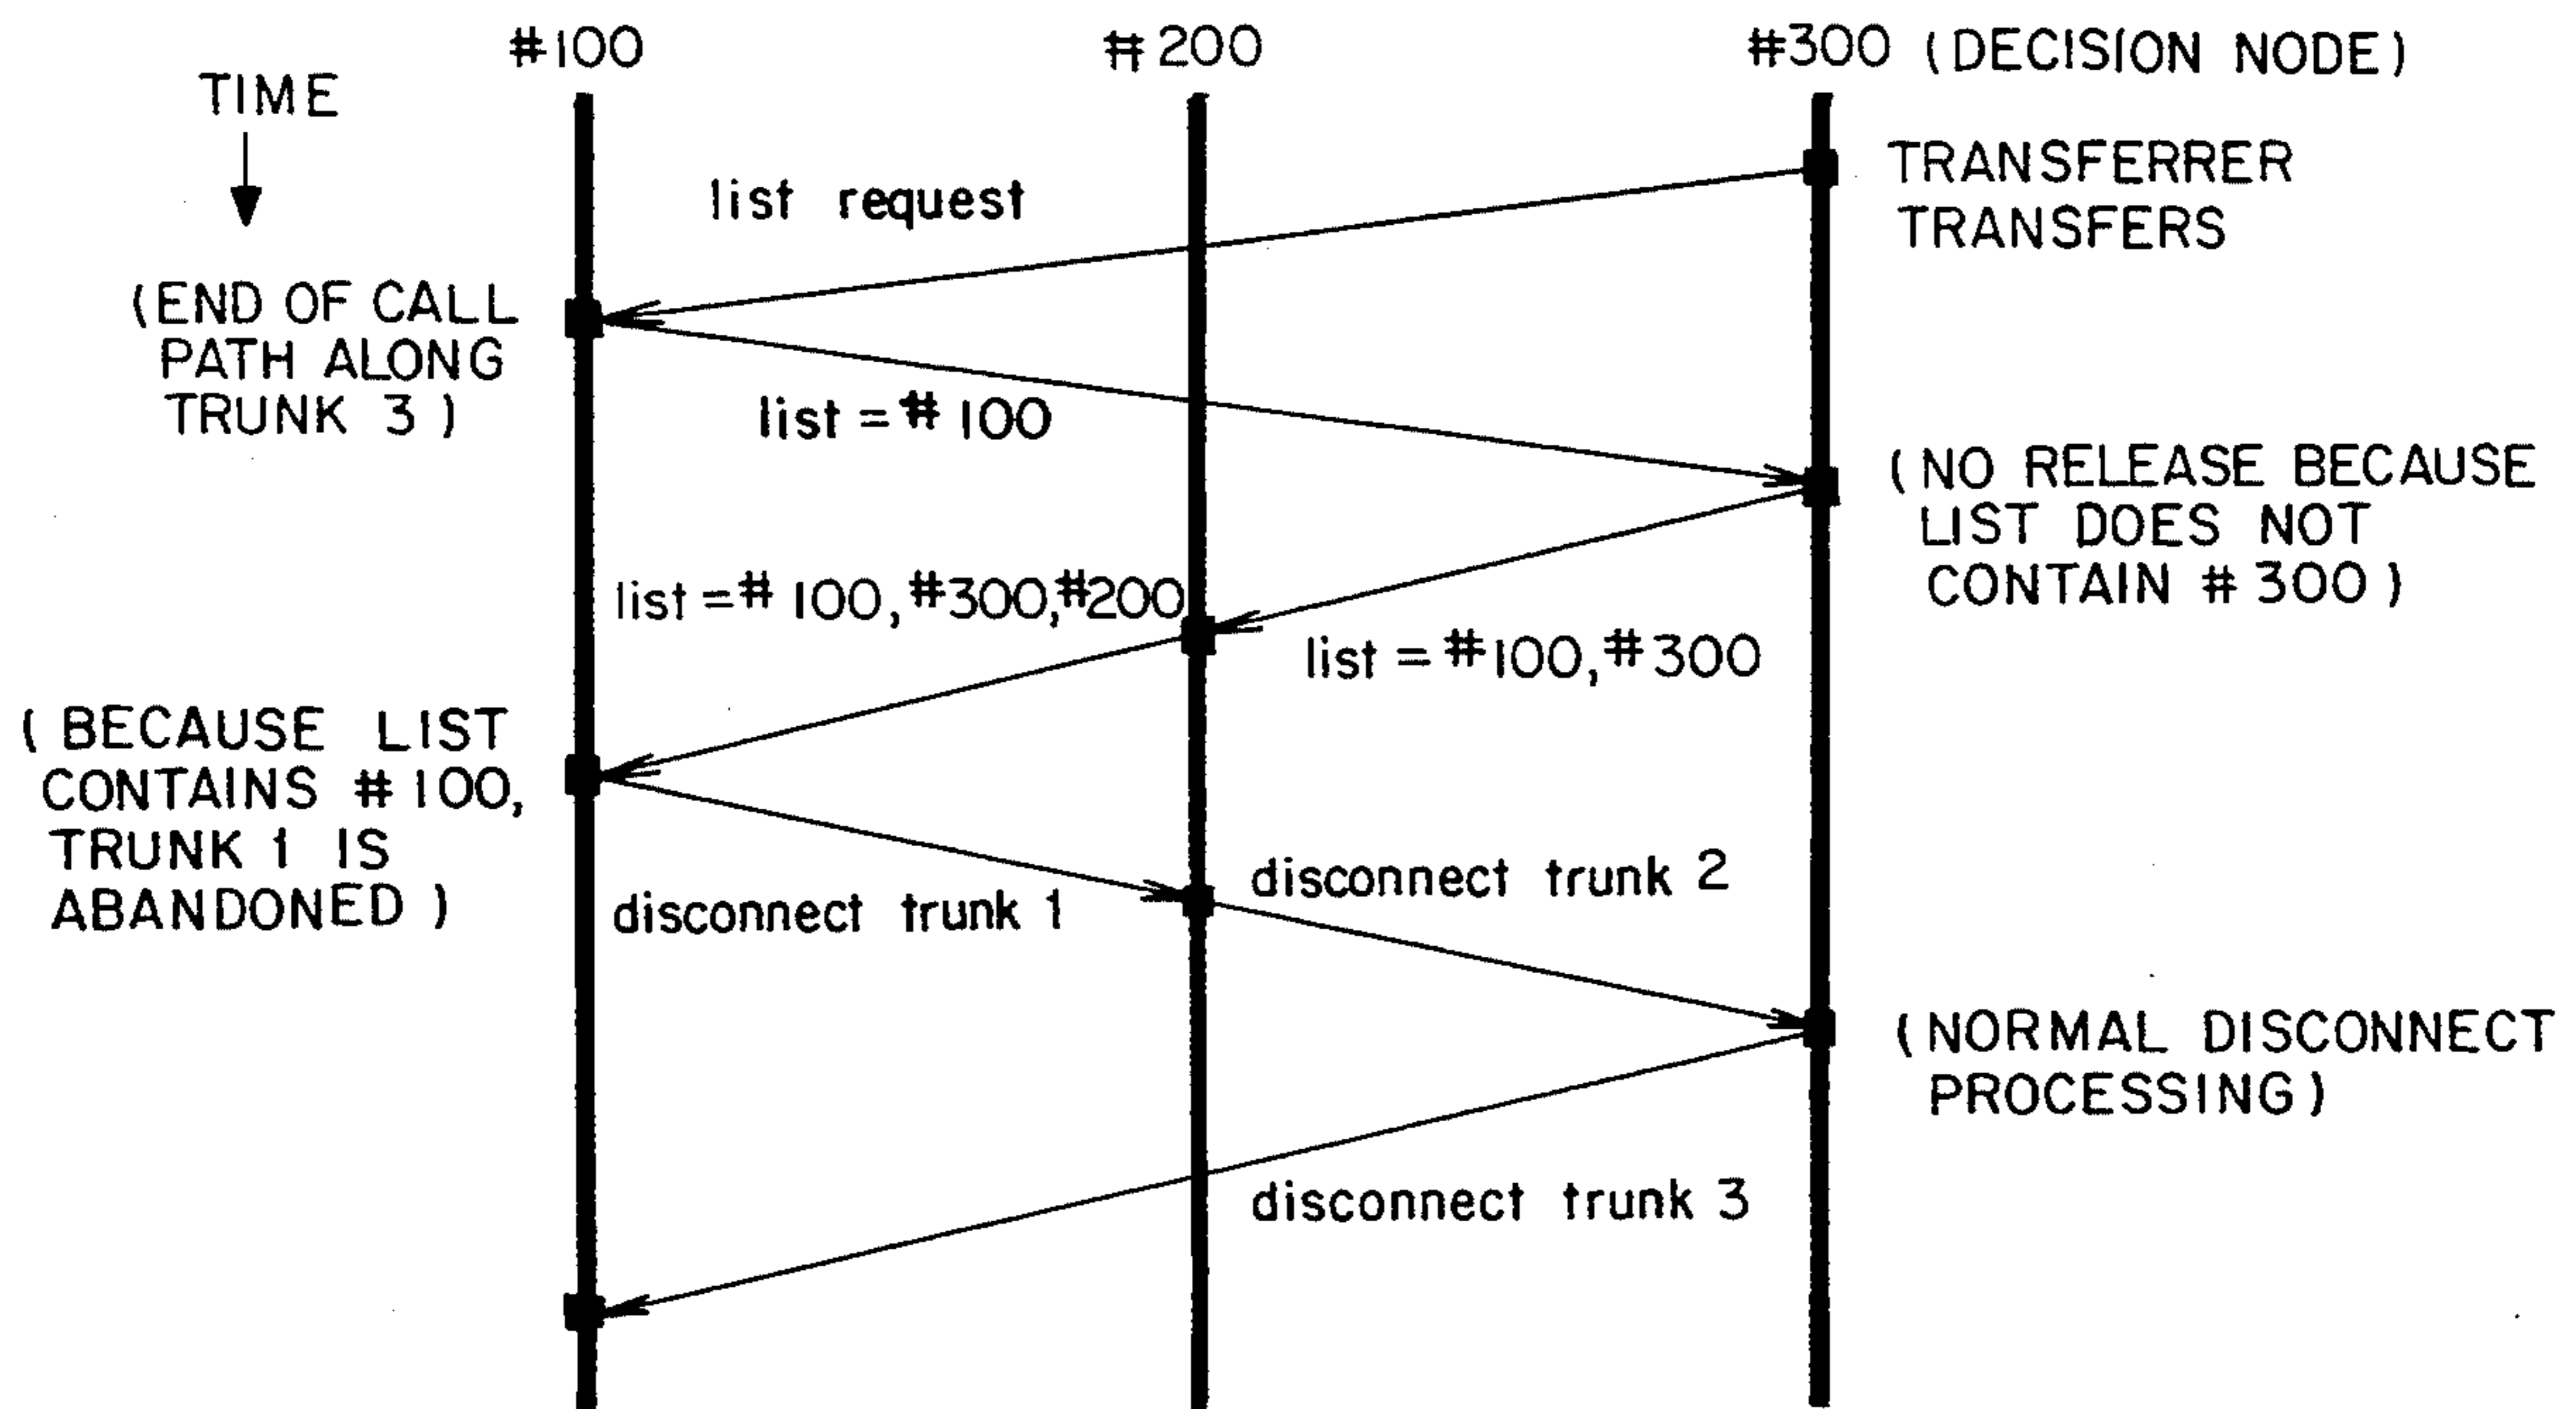 #100
#200
#300 (DECISION NODE)
TIME
TRANSFERRER
TRANSFERS
list request
(END OF CALL
PATH ALONG
TRUNK 3)
list = # 100
(NO RELEASE BECAUSE
LIST DOES NOT
CONTAIN # 300)
list = # 100, #300, #200
list = #100, #300
(BECAUSE LIST
CONTAINS # 100,
TRUNK 1 IS
ABANDONED)
disconnect trunk 1
disconnect trunk 2
(NORMAL DISCONNECT
PROCESSING)
disconnect trunk 3